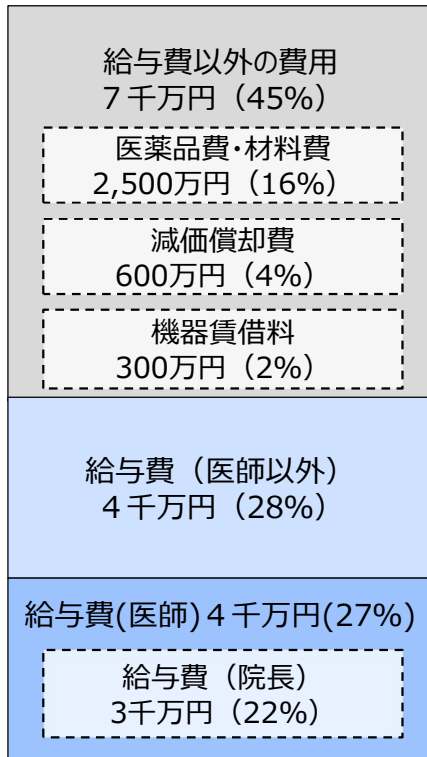 給与費以外の費用
７千万円（45%）
医薬品費･材料費
2,500万円（16%）
減価償却費
600万円（4%）
機器賃借料
300万円（2%）
給与費（医師以外）
４千万円（28%）
給与費(医師)４千万円(27%)
給与費（院長）
3千万円（22%）